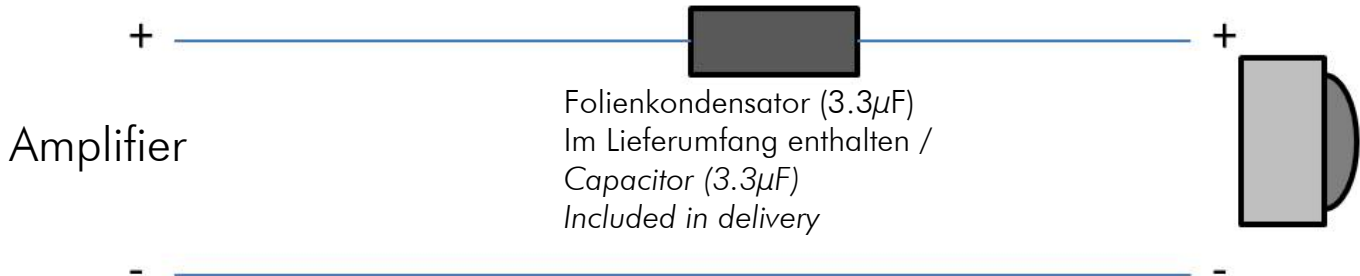 + +
Amplifier
Folienkondensator (3.3µF)
Im Lieferumfang enthalten /
Capacitor (3.3µF)
Included in delivery
- -